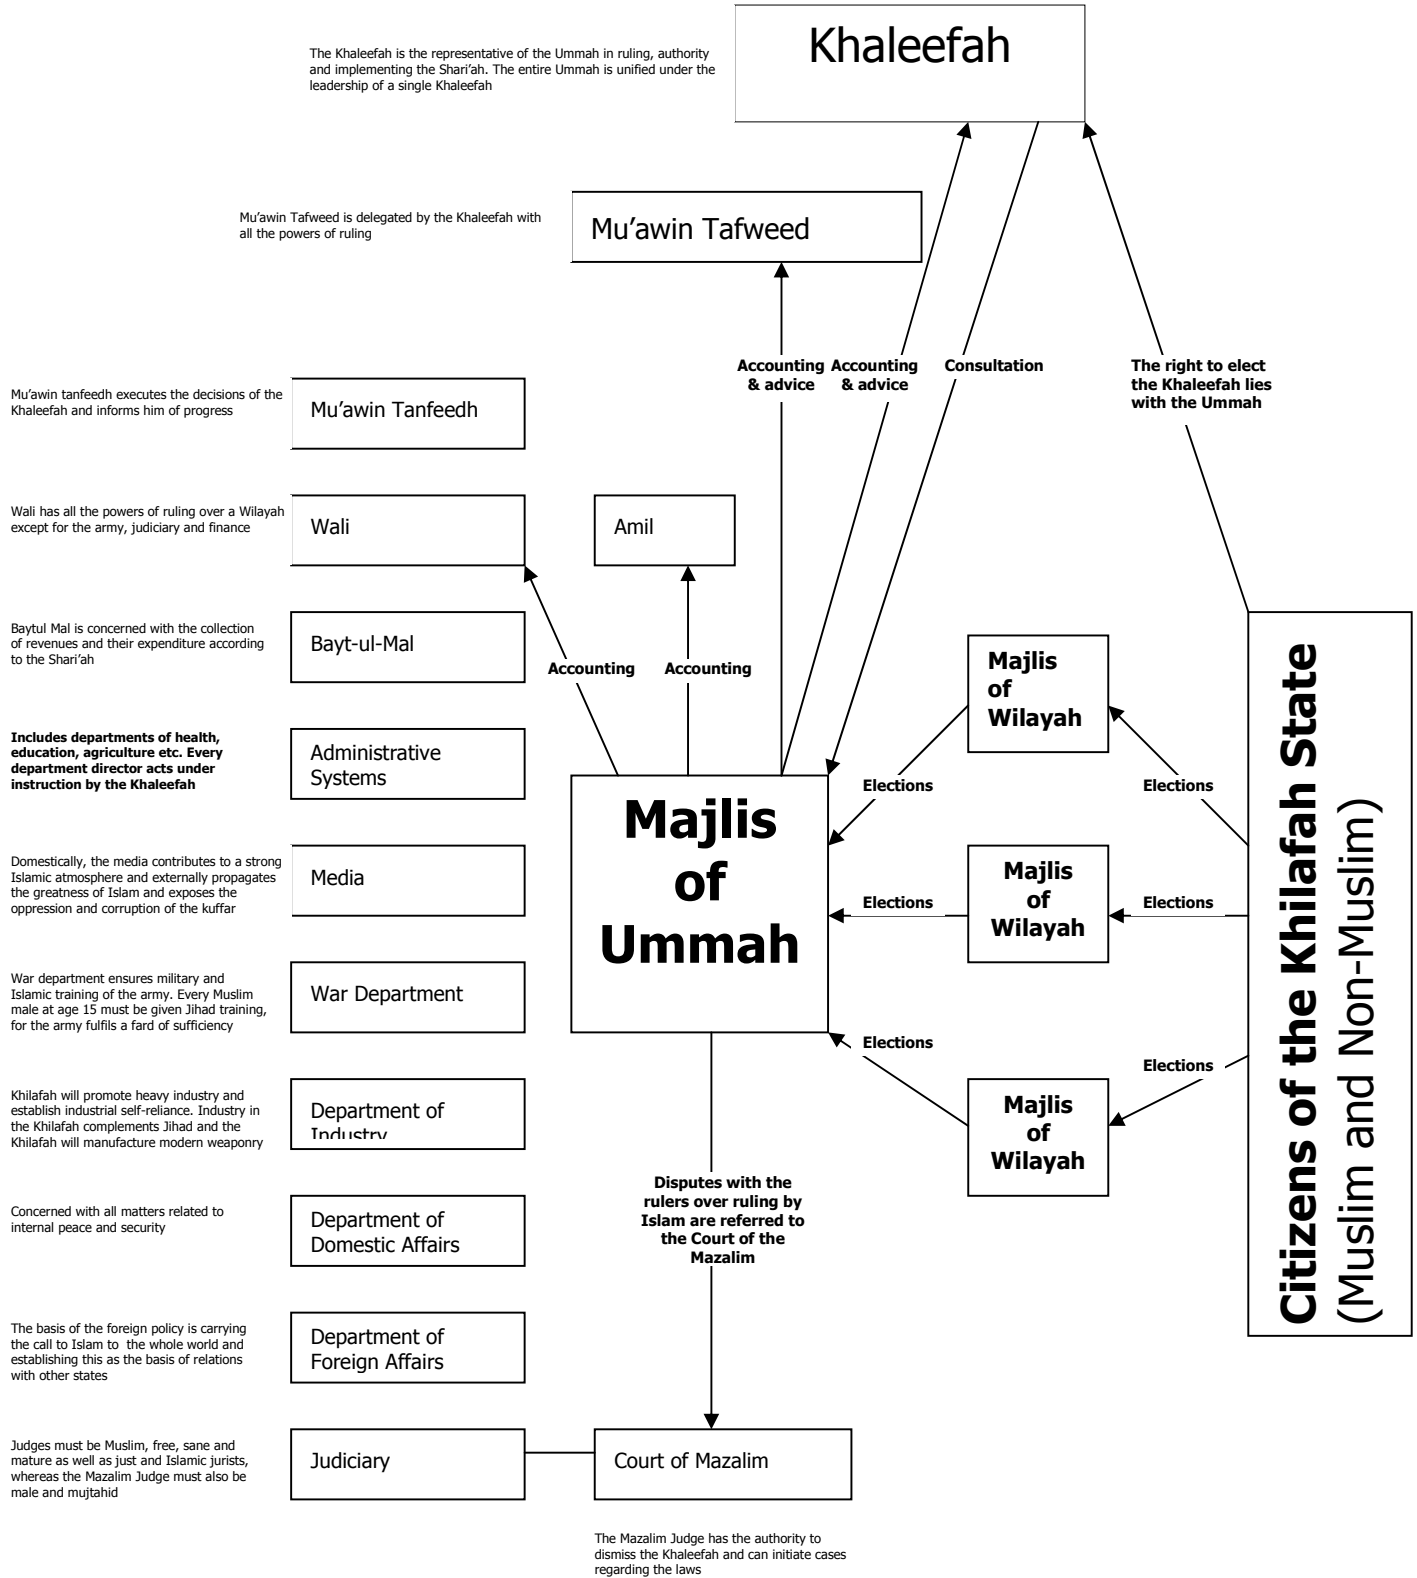 Khaleefah
The Khaleefah is the representative of the Ummah in ruling, authority
and implementing the Shari’ah. The entire Ummah is unified under the
leadership of a single Khaleefah
Mu’awin Tafweed is delegated by the Khaleefah with
all the powers of ruling
Mu’awin Tafweed
Accounting
& advice
Accounting
& advice
Consultation
The right to elect
the Khaleefah lies
with the Ummah
Mu’awin tanfeedh executes the decisions of the
Khaleefah and informs him of progress
Mu’awin Tanfeedh
Wali has all the powers of ruling over a Wilayah
except for the army, judiciary and finance
Wali
Amil
Baytul Mal is concerned with the collection
of revenues and their expenditure according
to the Shari’ah
Bayt-ul-Mal
Accounting
Accounting
Majlis
of
Wilayah
Includes departments of health,
education, agriculture etc. Every
department director acts under
instruction by the Khaleefah
Administrative
Systems
Elections
Elections
Majlis
of
Ummah
Domestically, the media contributes to a strong
Islamic atmosphere and externally propagates
the greatness of Islam and exposes the
oppression and corruption of the kuffar
Media
Elections
Majlis
of
Wilayah
Elections
Citizens of the Khilafah State
(Muslim and Non-Muslim)
War department ensures military and
Islamic training of the army. Every Muslim
male at age 15 must be given Jihad training,
for the army fulfils a fard of sufficiency
War Department
Elections
Elections
Majlis
of
Wilayah
Khilafah will promote heavy industry and
establish industrial self-reliance. Industry in
the Khilafah complements Jihad and the
Khilafah will manufacture modern weaponry
Department of
Industry
Disputes with the
rulers over ruling by
Islam are referred to
the Court of the
Mazalim
Concerned with all matters related to
internal peace and security
Department of
Domestic Affairs
The basis of the foreign policy is carrying
the call to Islam to the whole world and
establishing this as the basis of relations
with other states
Department of
Foreign Affairs
Judges must be Muslim, free, sane and
mature as well as just and Islamic jurists,
whereas the Mazalim Judge must also be
male and mujtahid
Judiciary
Court of Mazalim
The Mazalim Judge has the authority to
dismiss the Khaleefah and can initiate cases
regarding the laws